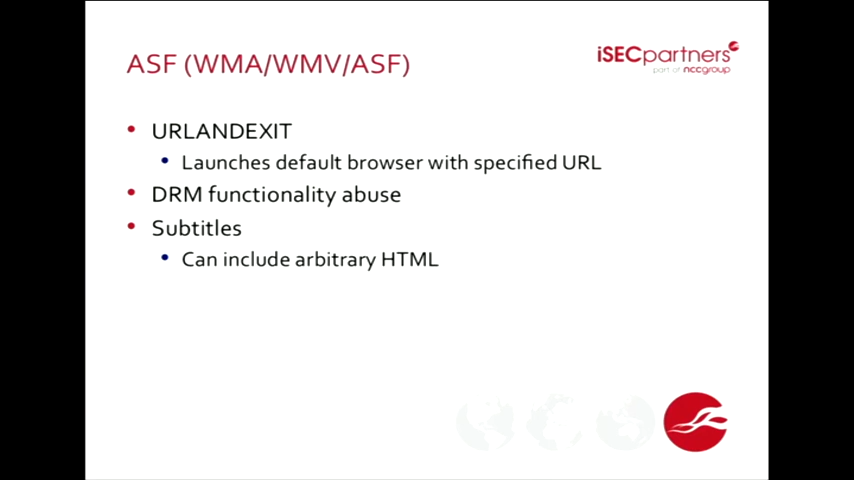 ASF (WMA/WMV/ASF)
iSECpartners
part of nccgroup
• URLANDEXIT
• Launches default browser with specified URL
• DRM functionality abuse
• Subtitles
• Can include arbitrary HTML